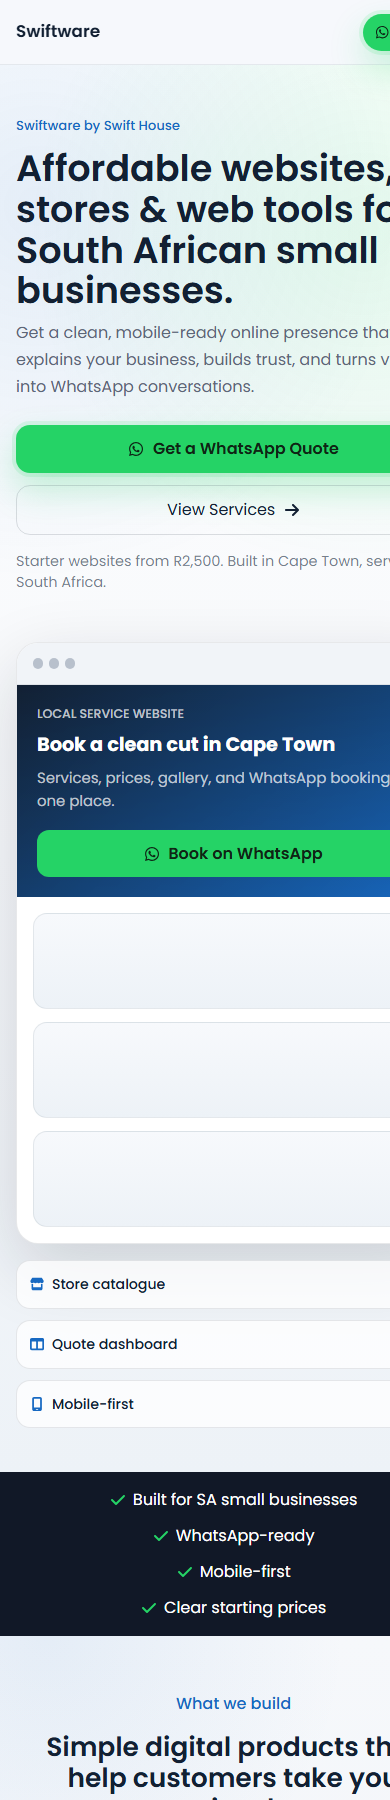 Swiftware
Swiftware by Swift House
Affordable websites,
stores & web tools fo
South African small
businesses.
Get a clean, mobile-ready online presence tha
explains your business, builds trust, and turns v
into WhatsApp conversations.
Get a WhatsApp Quote
View Services
Starter websites from R2,500. Built in Cape Town, serv
South Africa.
LOCAL SERVICE WEBSITE
Book a clean cut in Cape Town
Services, prices, gallery, and WhatsApp booking
one place.
Book on WhatsApp
Store catalogue
Quote dashboard
Mobile-first
Built for SA small businesses
WhatsApp-ready
Mobile-first
Clear starting prices
What we build
Simple digital products th
help customers take you